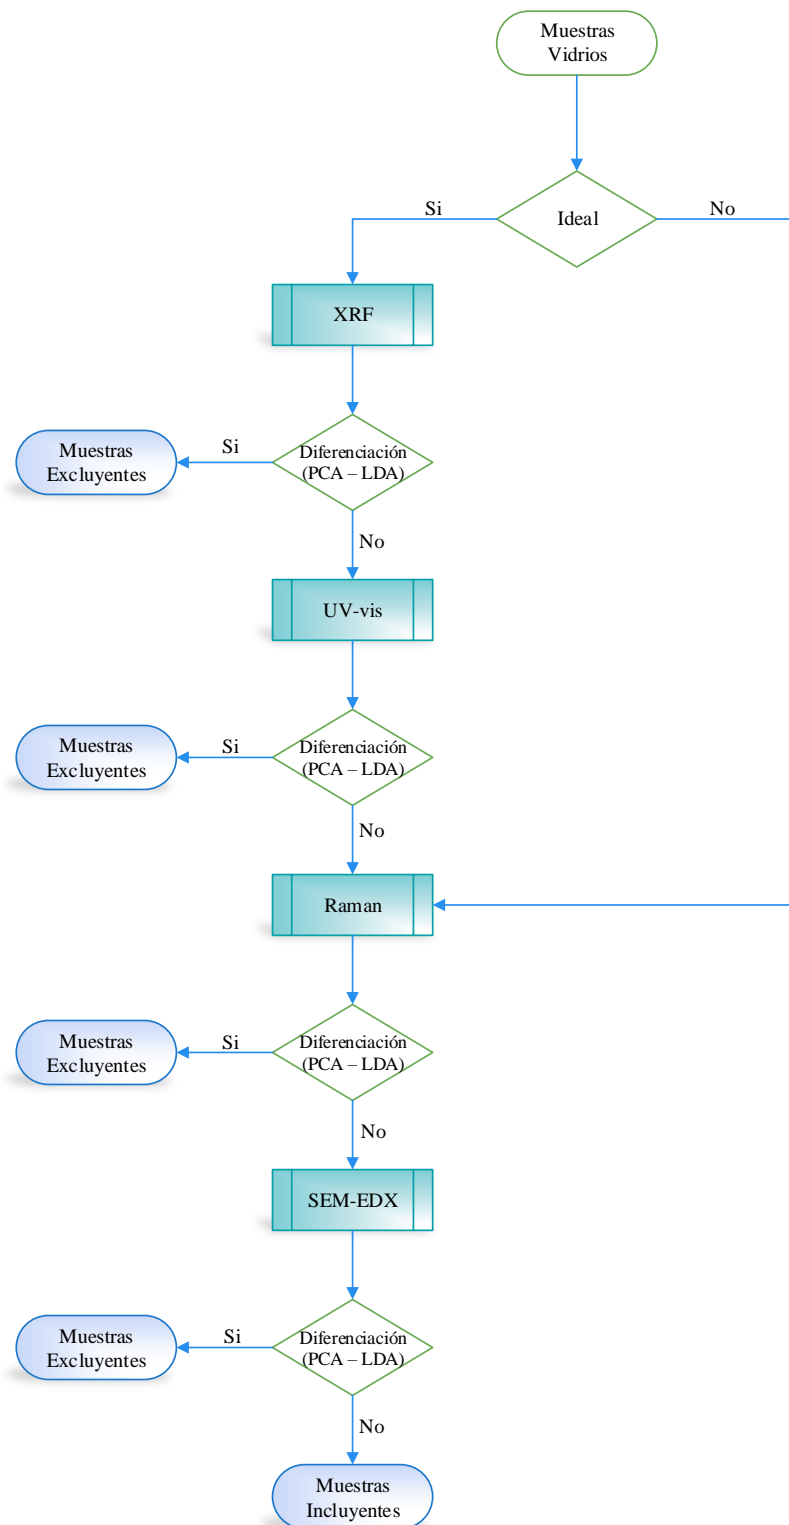 Muestras
Vidrios
Ideal
Si
No
XRF
Diferenciación
(PCA – LDA)
Si
Muestras
Excluyentes
No
UV-vis
Diferenciación
(PCA – LDA)
Si
Muestras
Excluyentes
No
Raman
Diferenciación
(PCA – LDA)
Si
Muestras
Excluyentes
No
SEM-EDX
Diferenciación
(PCA – LDA)
Si
Muestras
Excluyentes
No
Muestras
Incluyentes